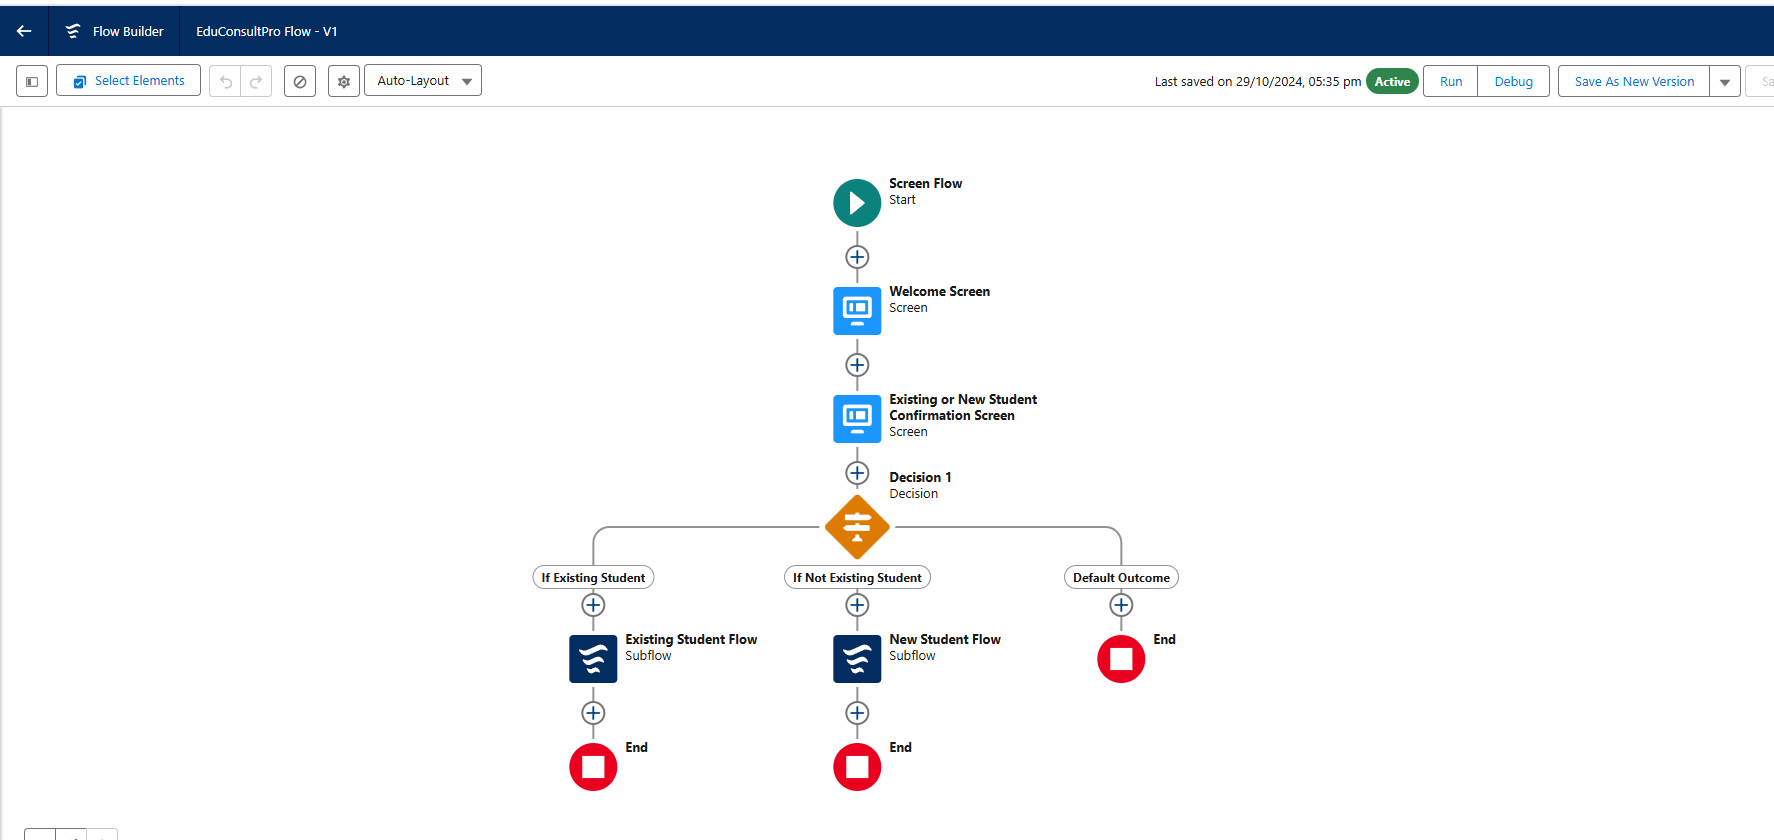 Flow Builder
EduConsultPro Flow - V1
Select Elements
Auto-Layout
Last saved on 29/10/2024, 05:35 pm
Active
Run
Debug
Save As New Version
Sa
Screen Flow
Start
Welcome Screen
Screen
Existing or New Student
Confirmation Screen
Screen
Decision 1
Decision
If Existing Student
If Not Existing Student
Default Outcome
Existing Student Flow
Subflow
New Student Flow
Subflow
End
End
End